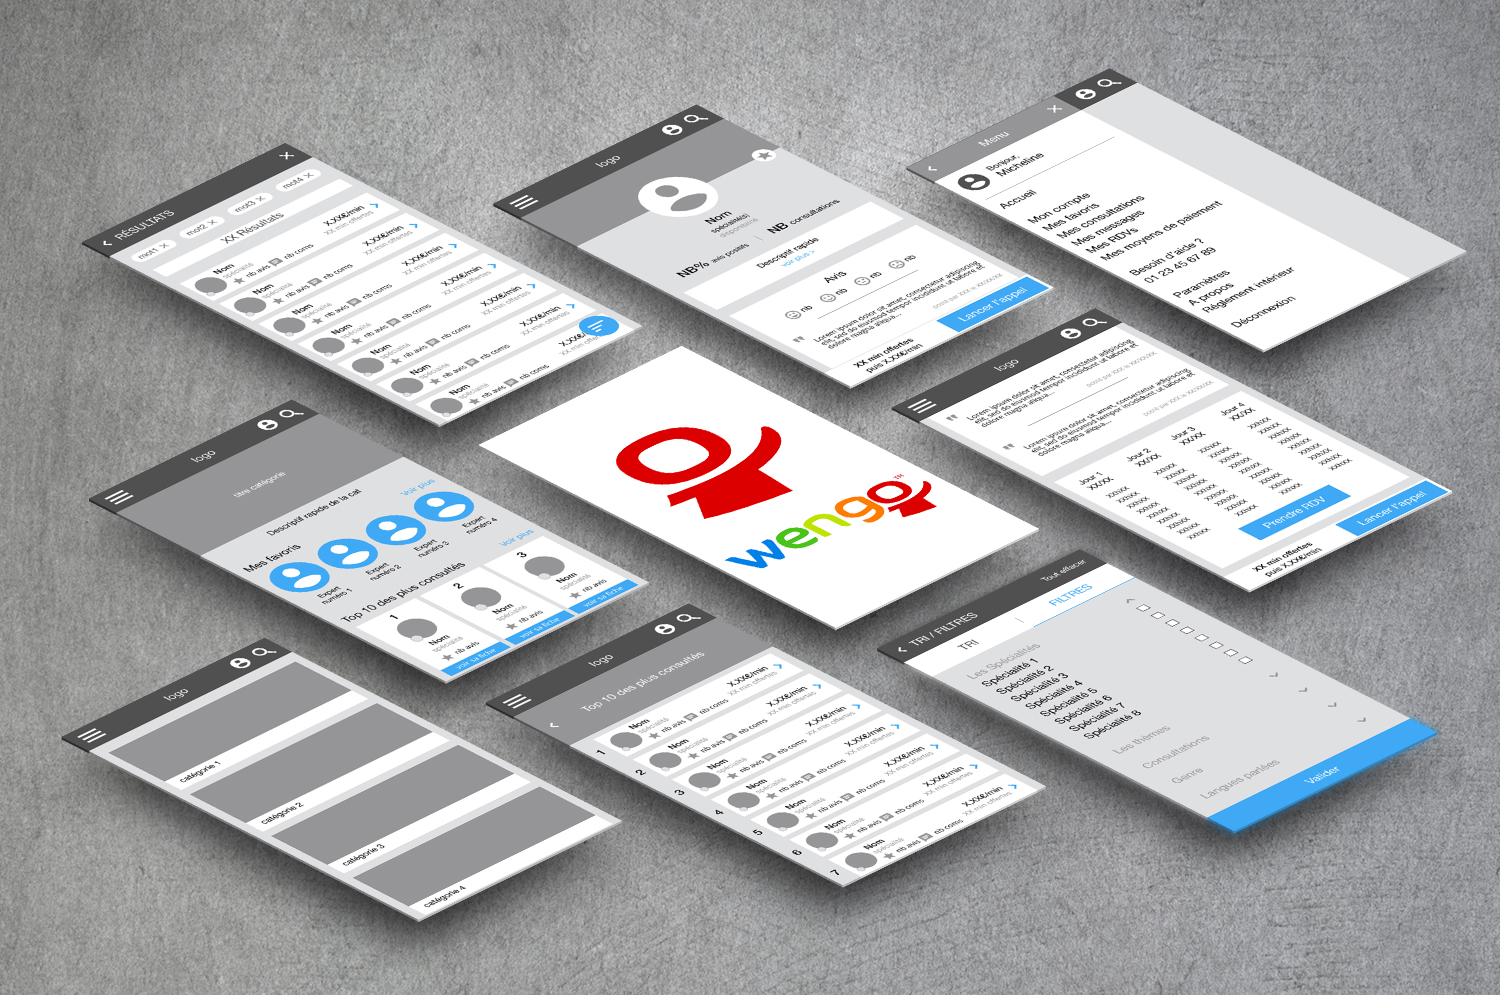 RÉSULTATS
mot1
mot2
mot3
mot4
XX Résultats
Nom
spécialité
nb avis
nb coms
X,XX€/min
XX min offertes
Nom
spécialité
nb avis
nb coms
X,XX€/min
XX min offertes
Nom
spécialité
nb avis
nb coms
X,XX€/min
XX min offertes
Nom
spécialité
nb avis
nb coms
X,XX€/min
XX min offertes
Nom
spécialité
nb avis
nb coms
X,XX€/min
XX min offertes
Nom
spécialité
nb avis
nb coms
Nom
spécialité
nb avis
nb coms
logo
Nom
spécialité(s)
disponible
NB% avis positifs
NB consultations
Descriptif rapide
voir plus >
Avis
nb
nb
nb
nb
Lorem ipsum dolor sit amet, consectetur adipiscing
elit, sed do eiusmod tempor incididunt ut labore et
dolore magna aliqua...
posté par XXX le XX/XX/XX
XX min offertes
puis X,XX€/min
Lancer l'appel
Menu
Bonjour,
Micheline
Accueil
Mon compte
Mes favoris
Mes consultations
Mes messages
Mes RDVs
Mes moyens de paiement
Besoin d'aide ?
01 23 45 67 89
Paramètres
A propos
Règlement intérieur
Déconnexion
logo
titre catégorie
Descriptif rapide de la cat
Mes favoris
voir plus
Expert
numéro 1
Expert
numéro 2
Expert
numéro 3
Expert
numéro 4
Top 10 des plus consultés
voir plus
1
Nom
spécialité
nb avis
voir sa fiche
2
Nom
spécialité
nb avis
voir sa fiche
3
Nom
spécialité
nb avis
voir sa fiche
wengo™
logo
Lorem ipsum dolor sit amet, consectetur adipiscing
elit, sed do eiusmod tempor incididunt ut labore et
dolore magna aliqua...
posté par XXX le XX/XX/XX
Lorem ipsum dolor sit amet, consectetur adipiscing
elit, sed do eiusmod tempor incididunt ut labore et
dolore magna aliqua...
posté par XXX le XX/XX/XX
Jour 1
XX/XX
Jour 2
XX/XX
Jour 3
XX/XX
Jour 4
XX/XX
Prendre RDV
XX min offertes
puis X,XX€/min
Lancer l'appel
logo
catégorie 1
catégorie 2
catégorie 3
catégorie 4
logo
Top 10 des plus consultés
1
Nom
spécialité
nb avis
nb coms
X,XX€/min
XX min offertes
2
Nom
spécialité
nb avis
nb coms
X,XX€/min
XX min offertes
3
Nom
spécialité
nb avis
nb coms
X,XX€/min
XX min offertes
4
Nom
spécialité
nb avis
nb coms
X,XX€/min
XX min offertes
5
Nom
spécialité
nb avis
nb coms
X,XX€/min
XX min offertes
6
Nom
spécialité
nb avis
nb coms
X,XX€/min
XX min offertes
7
Nom
spécialité
nb avis
nb coms
X,XX€/min
XX min offertes
TRI / FILTRES
Tout effacer
TRI
FILTRES
Les Spécialités
Spécialité 1
Spécialité 2
Spécialité 3
Spécialité 4
Spécialité 5
Spécialité 6
Spécialité 7
Spécialité 8
Les thèmes
Consultations
Genre
Langues parlées
Valider